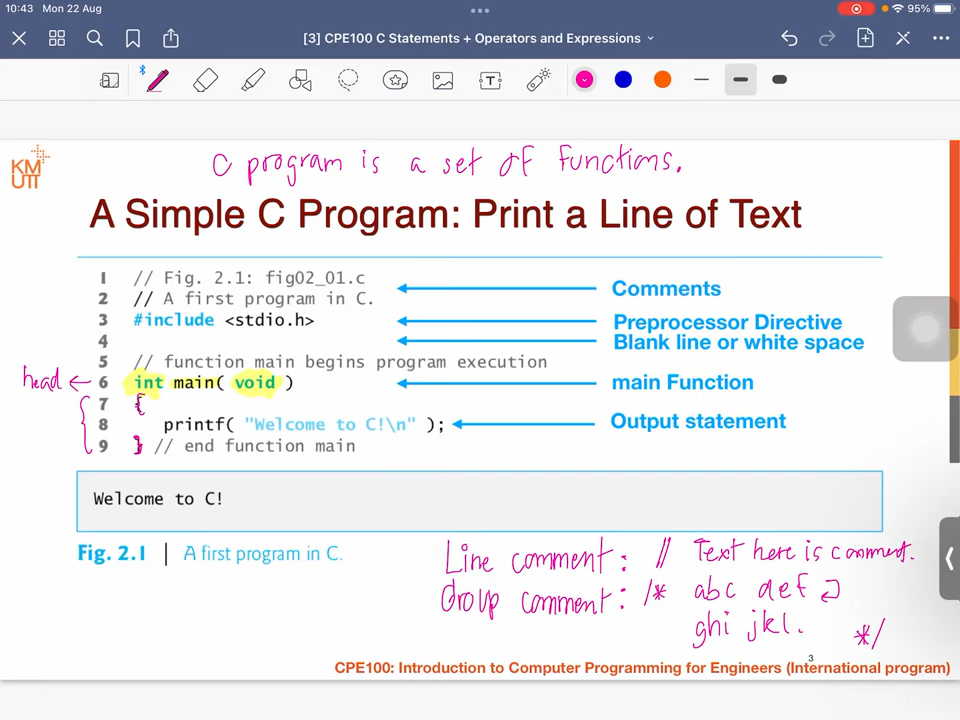 10:43 Mon 22 Aug
95%
[3] CPE100 C Statements + Operators and Expressions
T
KM
UTT
C program is a set of functions.
A Simple C Program: Print a Line of Text
1 // Fig. 2.1: fig02_01.c
2 // A first program in C.
Comments
3 #include <stdio.h>
Preprocessor Directive
4
Blank line or white space
5 // function main begins program execution
head ← 6 int main( void )
main Function
7 {
8 printf( "Welcome to C!\n" );
Output statement
9 } // end function main
Welcome to C!
Fig. 2.1 | A first program in C.
Line comment: // Text here is comment.
Group comment: /* abc def
ghi jkl.
*/
3
CPE100: Introduction to Computer Programming for Engineers (International program)